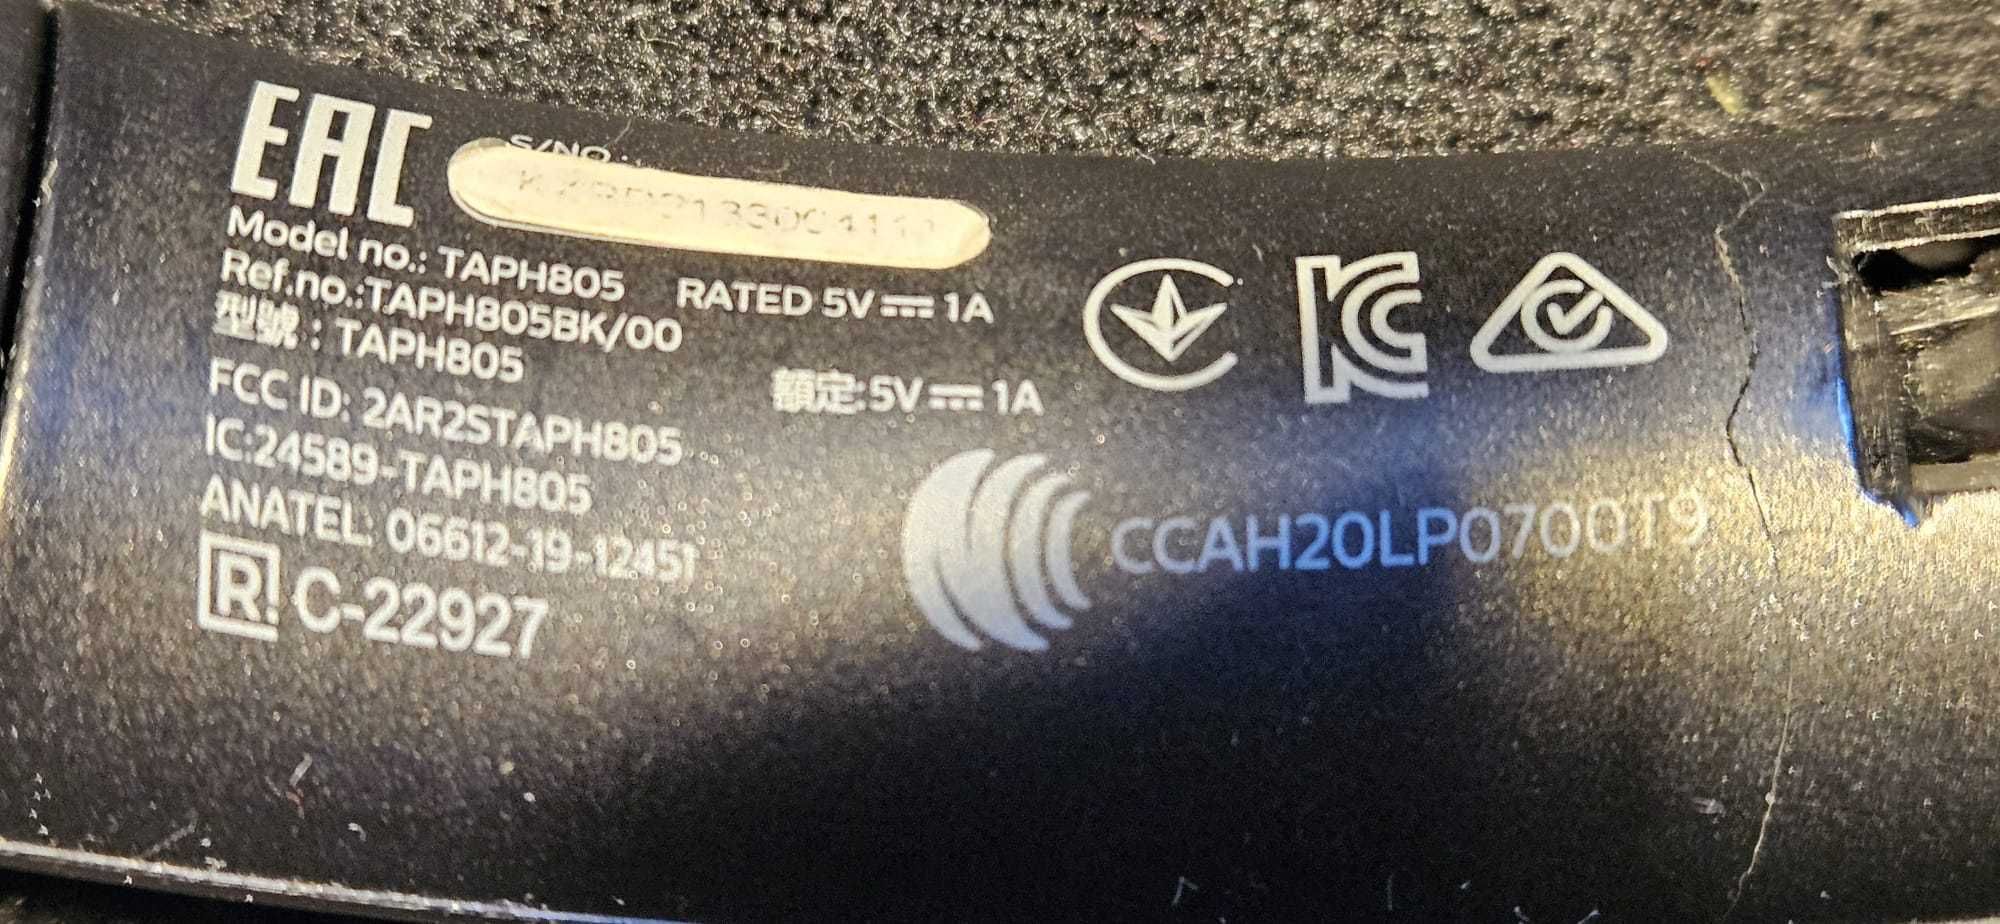 EAC
S/NO.:
Model no.: TAPH805
Ref.no.:TAPH805BK/00
RATED 5V ⎓ 1A
型號：TAPH805
額定:5V ⎓ 1A
FCC ID: 2AR2STAPH805
IC:24589-TAPH805
ANATEL: 06612-19-12451
R! C-22927
KC
CCAH20LP0700T9